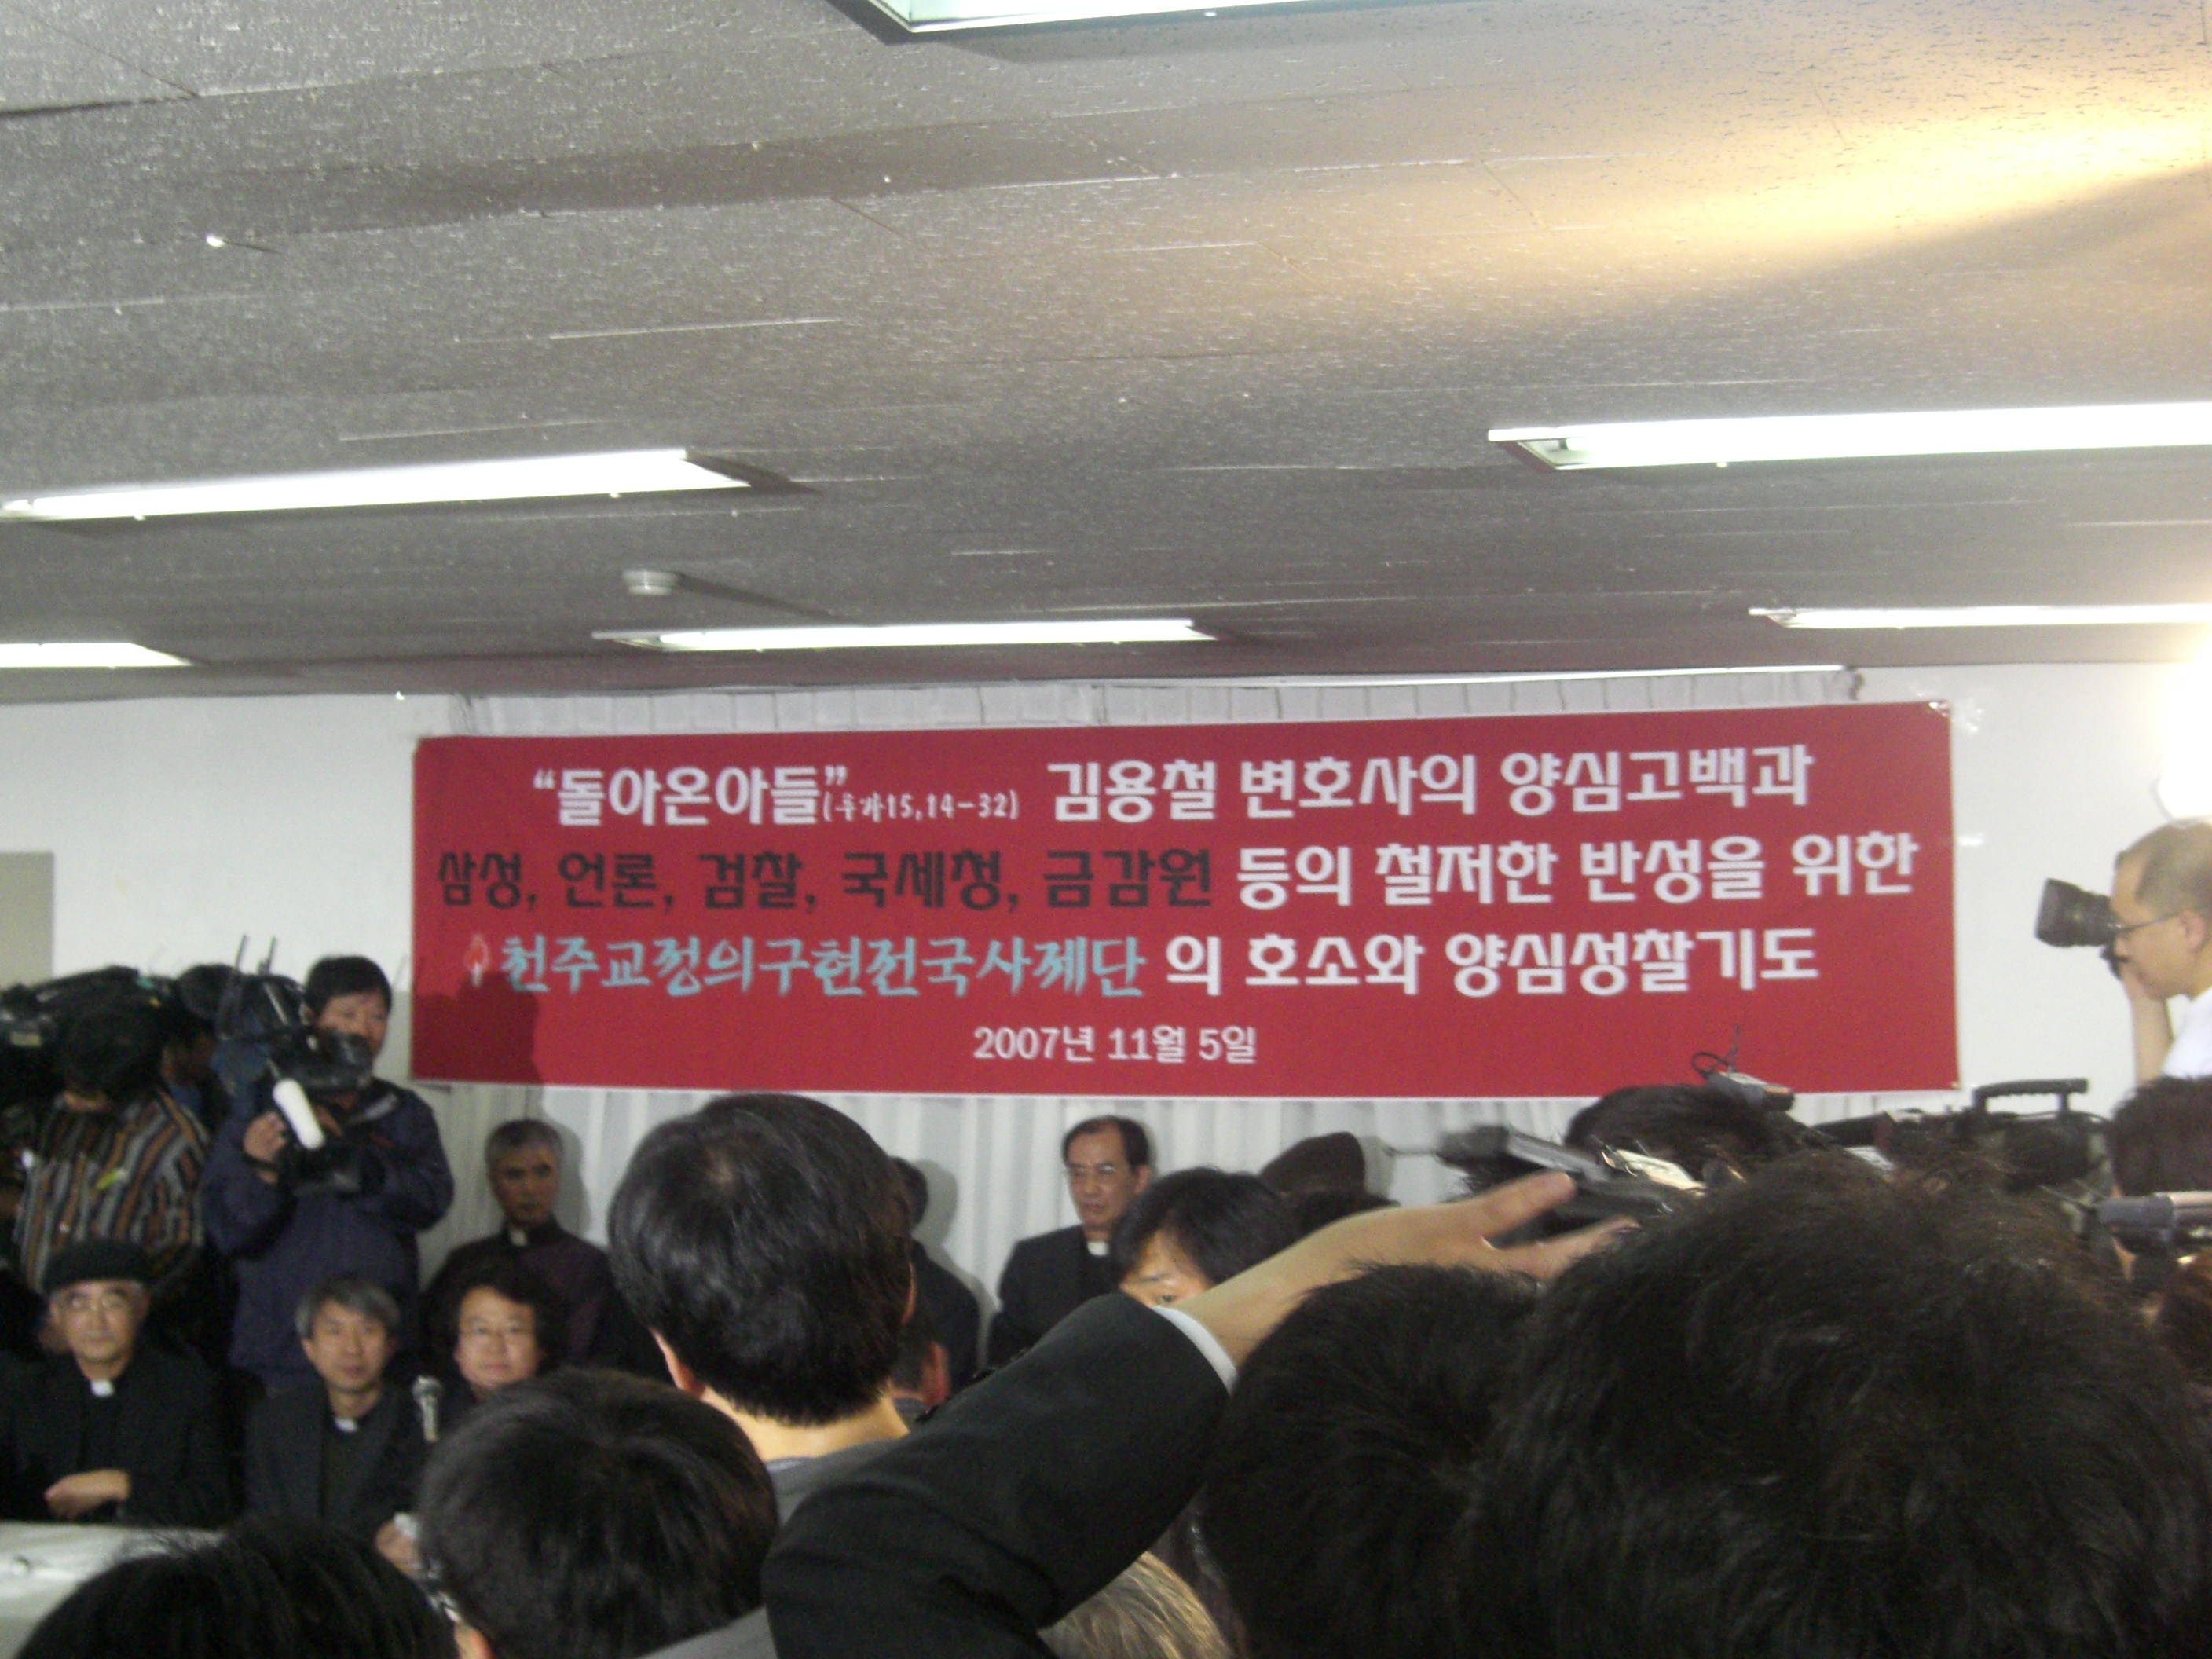 “돌아온아들”(루가15,14-32) 김용철 변호사의 양심고백과
삼성, 언론, 검찰, 국세청, 금감원 등의 철저한 반성을 위한
천주교정의구현전국사제단 의 호소와 양심성찰기도
2007년 11월 5일